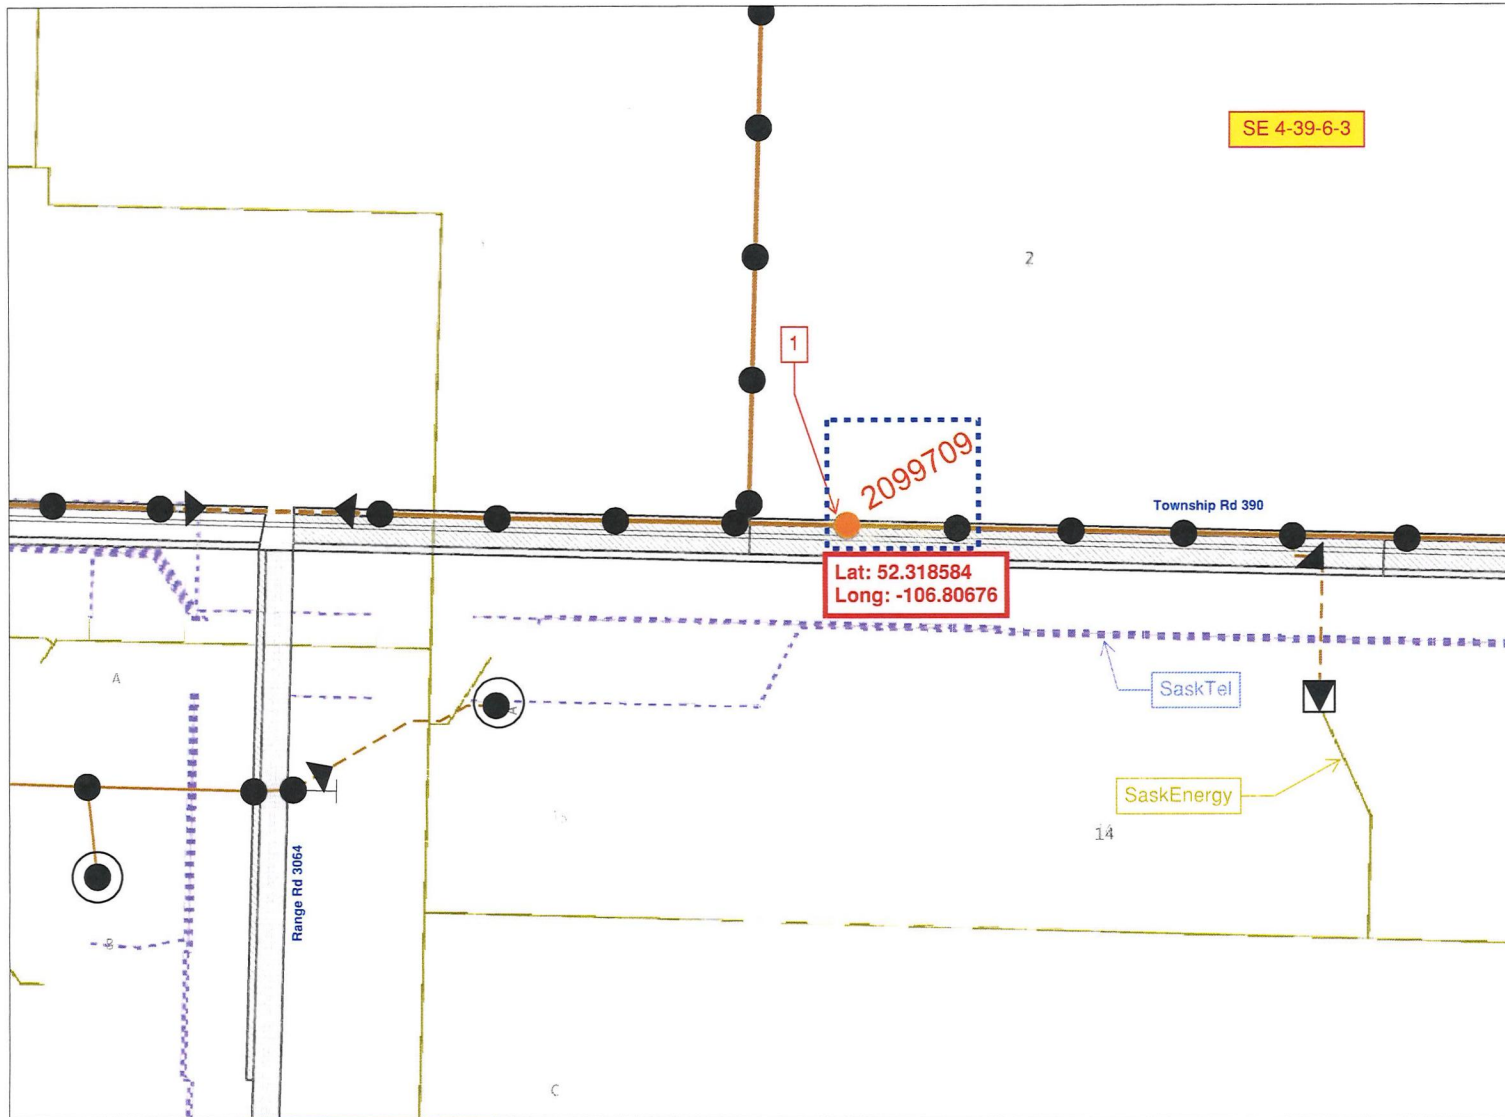 SE 4-39-6-3
2
1
2099709
Township Rd 390
Lat: 52.318584
Long: -106.80676
A
SaskTel
A
SaskEnergy
14
Range Rd 3064
C